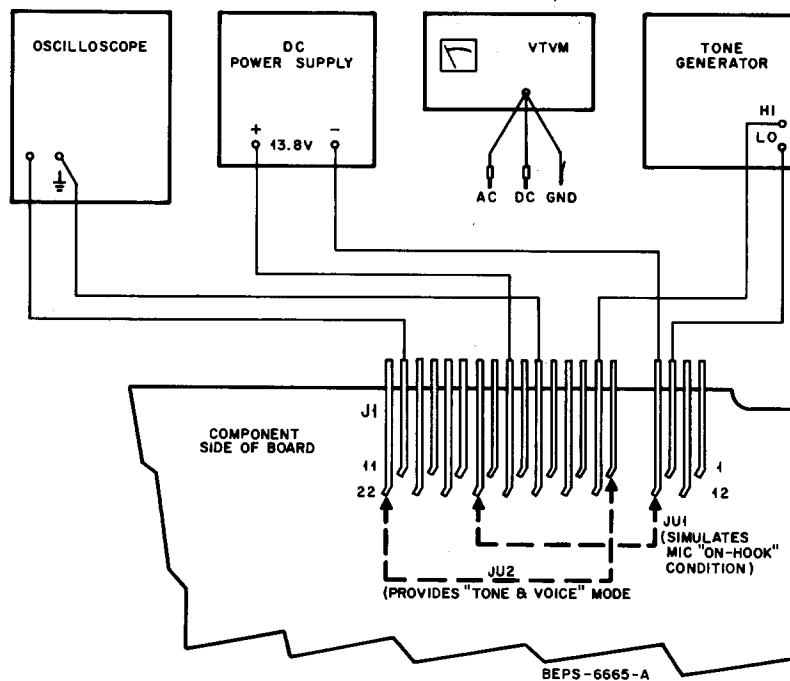 OSCILLOSCOPE
DC
POWER SUPPLY
+ 13.8V -
VTVM
AC DC GND
TONE
GENERATOR
HI
LO
J1
COMPONENT
SIDE OF BOARD
11
22
1
12
JU1
(SIMULATES
MIC "ON-HOOK"
CONDITION)
JU2
(PROVIDES "TONE & VOICE" MODE
BEPS-6665-A